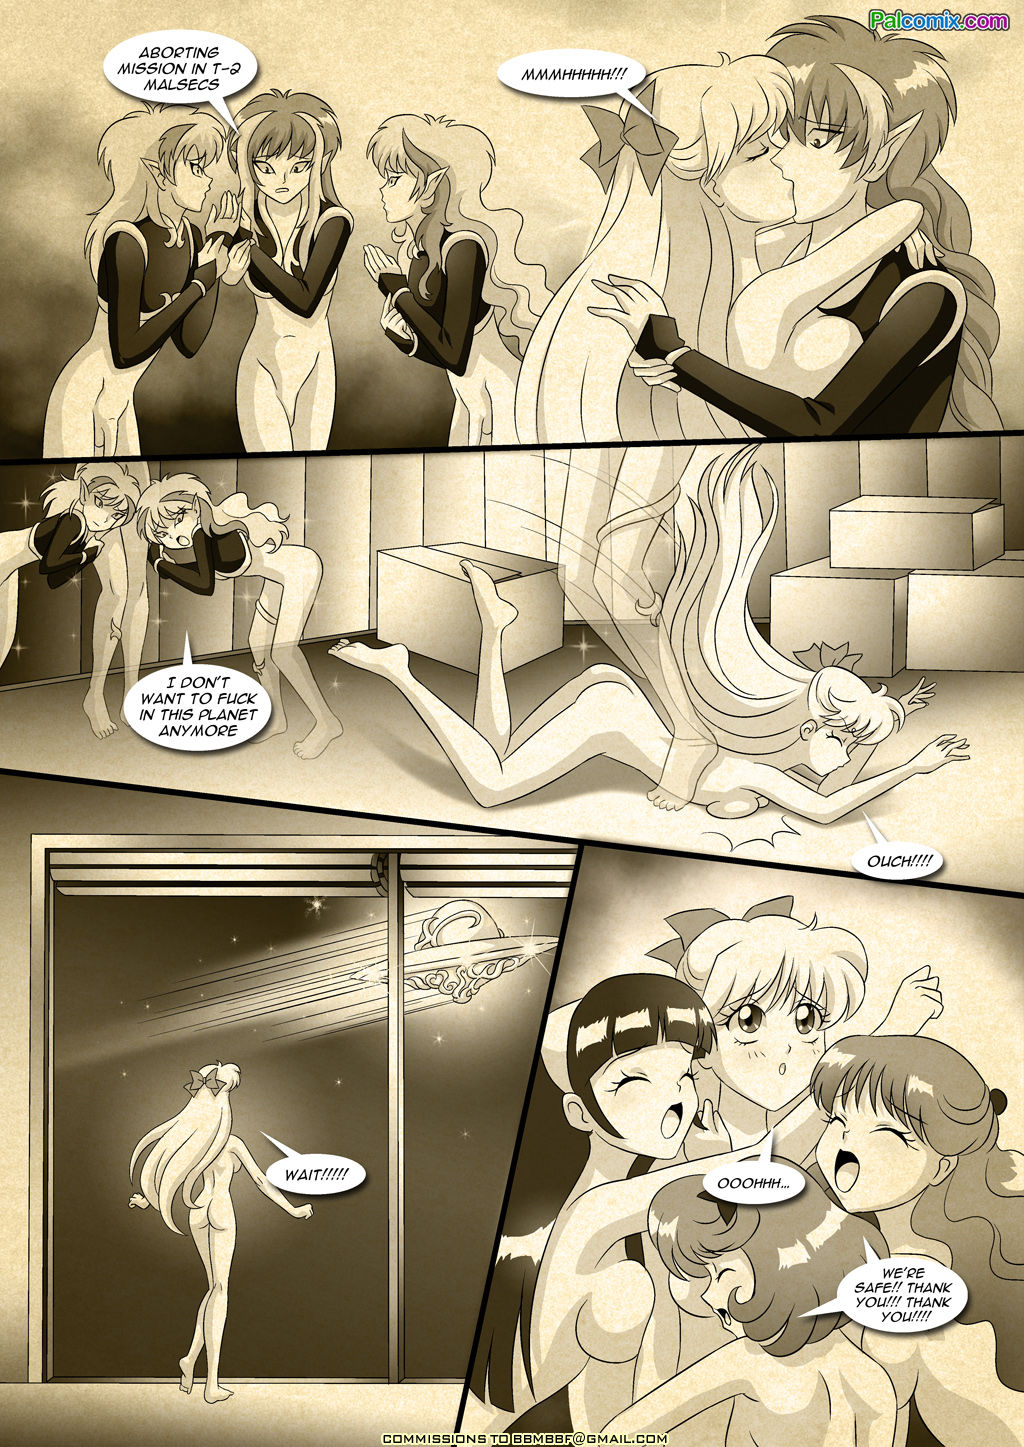 Palcomix.com
ABORTING
MISSION IN T-2
MALSECS
MMMHHHHH!!!
I DON'T
WANT TO FUCK
IN THIS PLANET
ANYMORE
OUCH!!!!
WAIT!!!!!
OOOHHH...
WE'RE
SAFE!! THANK
YOU!!! THANK
YOU!!!!
COMMISSIONS TO BBMBBF@GMAIL.COM